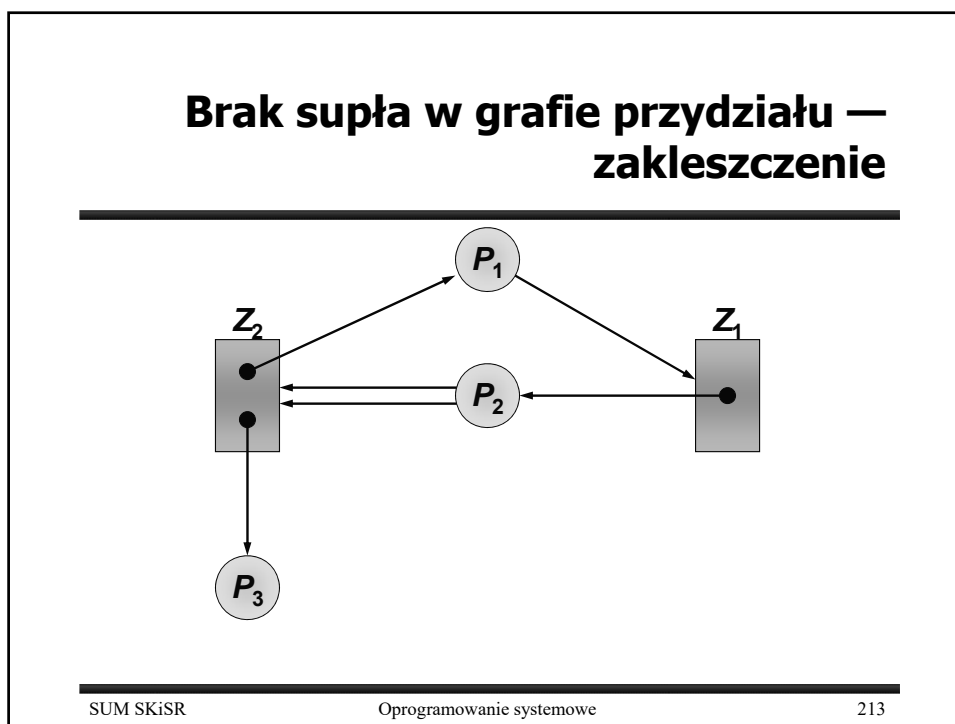 Brak supła w grafie przydziału —
zakleszczenie
P1
Z2
Z1
P2
P3
SUM SKiSR Oprogramowanie systemowe 213